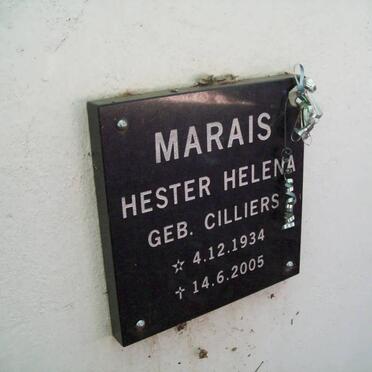 MARAIS
HESTER HELENA
GEB. CILLIERS
☆ 4.12.1934
✝ 14.6.2005